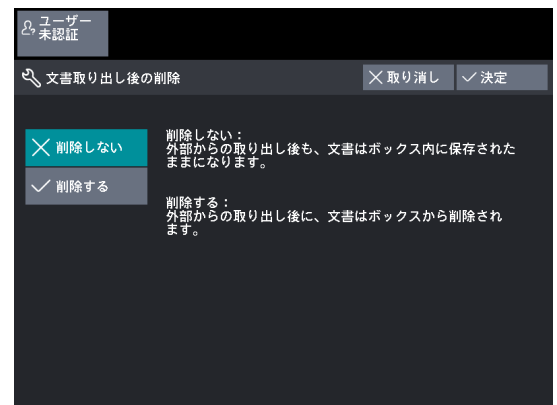 ユーザー
未認証
文書取り出し後の削除
取り消し
決定
削除しない
削除しない：
外部からの取り出し後も、文書はボックス内に保存された
ままになります。
削除する
削除する：
外部からの取り出し後に、文書はボックスから削除され
ます。